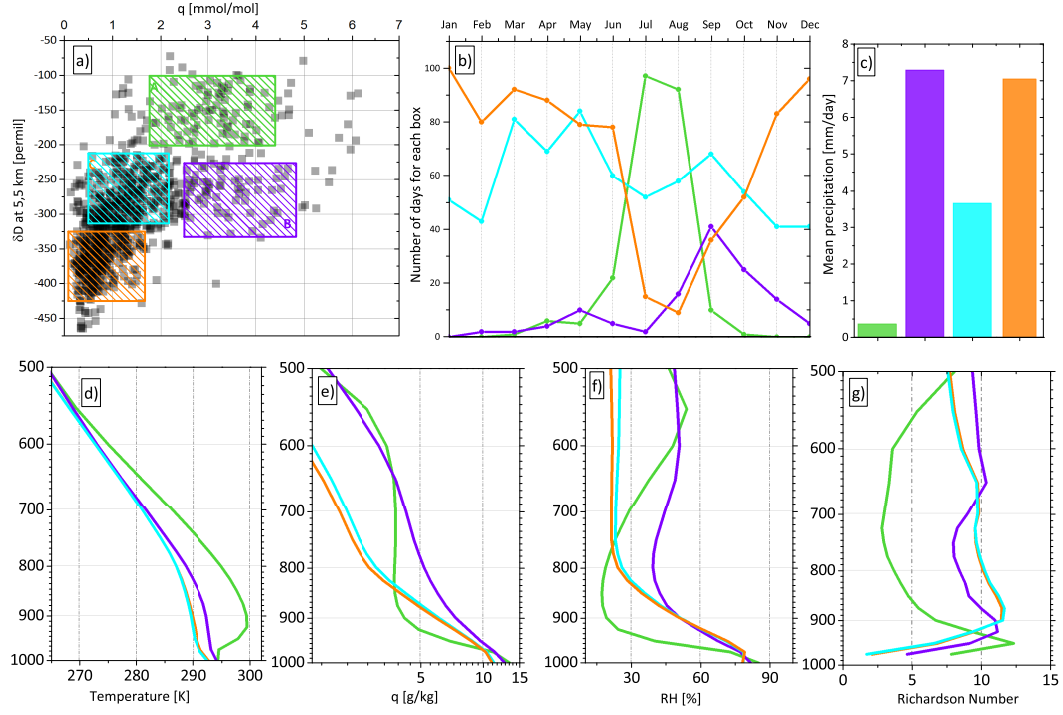 q [mmol/mol]
0 1 2 3 4 5 6 7
δD at 5,5 km [permil]
-50
-100
-150
-200
-250
-300
-350
-400
-450
a)
A
B
Jan Feb Mar Apr May Jun Jul Aug Sep Oct Nov Dec
Number of days for each box
100
80
60
40
20
0
b)
Mean precipitation [mm/day]
8
7
6
5
4
3
2
1
0
c)
500
600
700
800
900
1000
d)
270 280 290 300
Temperature [K]
500
600
700
800
900
1000
e)
5 10 15
q [g/kg]
500
600
700
800
900
1000
f)
30 60 90
RH [%]
500
600
700
800
900
1000
g)
0 5 10 15
Richardson Number